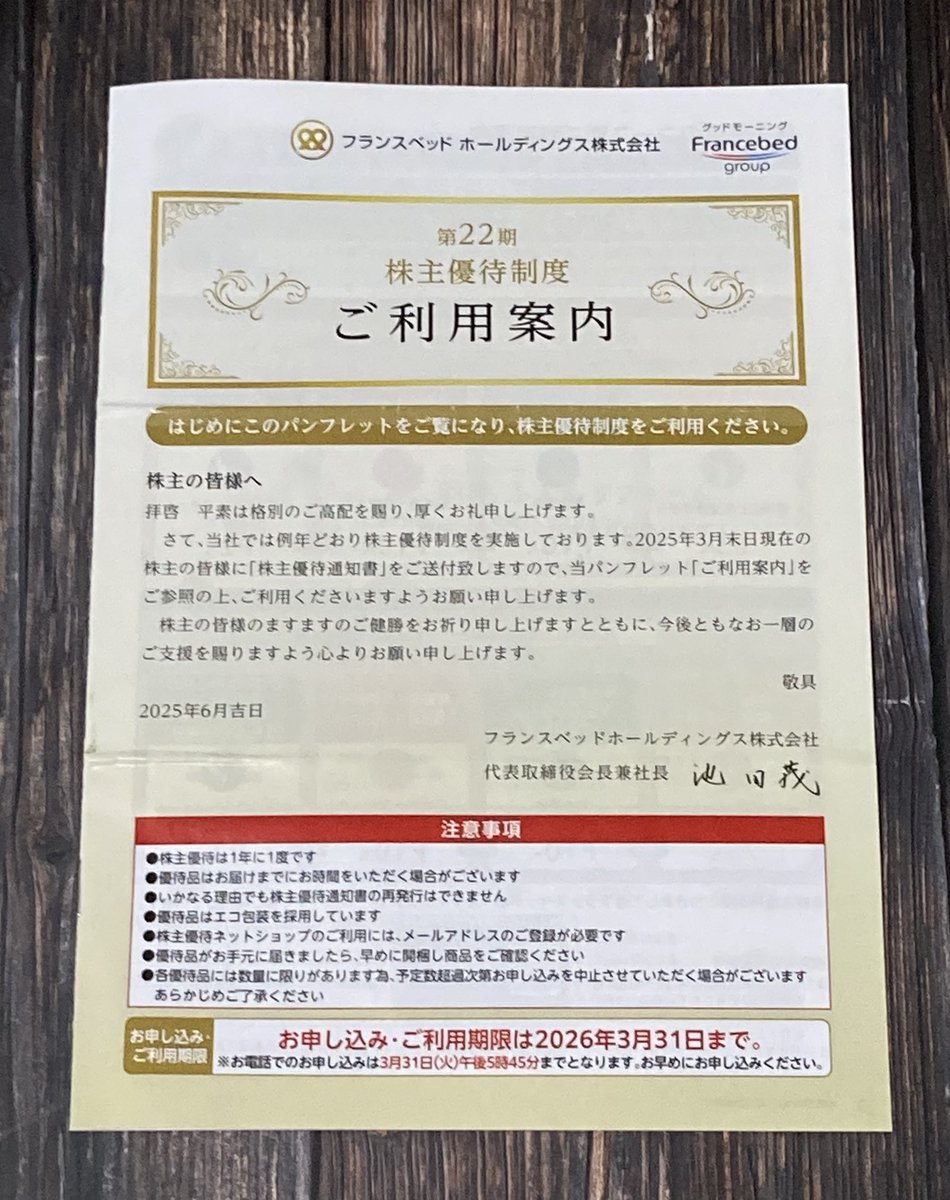 フランスベッド ホールディングス株式会社
グッドモーニング
Francebed
group
第22期
株主優待制度
ご利用案内
はじめにこのパンフレットをご覧になり、株主優待制度をご利用ください。
株主の皆様へ
拝啓　平素は格別のご高配を賜り、厚くお礼申し上げます。
さて、当社では例年どおり株主優待制度を実施しております。2025年3月末日現在の
株主の皆様に「株主優待通知書」をご送付致しますので、当パンフレット「ご利用案内」を
ご参照の上、ご利用くださいますようお願い申し上げます。
株主の皆様のますますのご健勝をお祈り申し上げますとともに、今後ともなお一層の
ご支援を賜りますよう心よりお願い申し上げます。
敬具
2025年6月吉日
フランスベッドホールディングス株式会社
代表取締役会長兼社長 池田茂
注意事項
●株主優待は1年に1度です
●優待品はお届けまでにお時間をいただく場合がございます
●いかなる理由でも株主優待通知書の再発行はできません
●優待品はエコ包装を採用しています
●株主優待ネットショップのご利用には、メールアドレスのご登録が必要です
●優待品がお手元に届きましたら、早めに開梱し商品をご確認ください
●各優待品には数量に限りがあります為、予定数超過次第お申し込みを中止させていただく場合がございます
あらかじめご了承ください
お申し込み・
ご利用期限
お申し込み・ご利用期限は2026年3月31日まで。
※お電話でのお申し込みは3月31日(火)午後5時45分までとなります。お早めにお申し込みください。